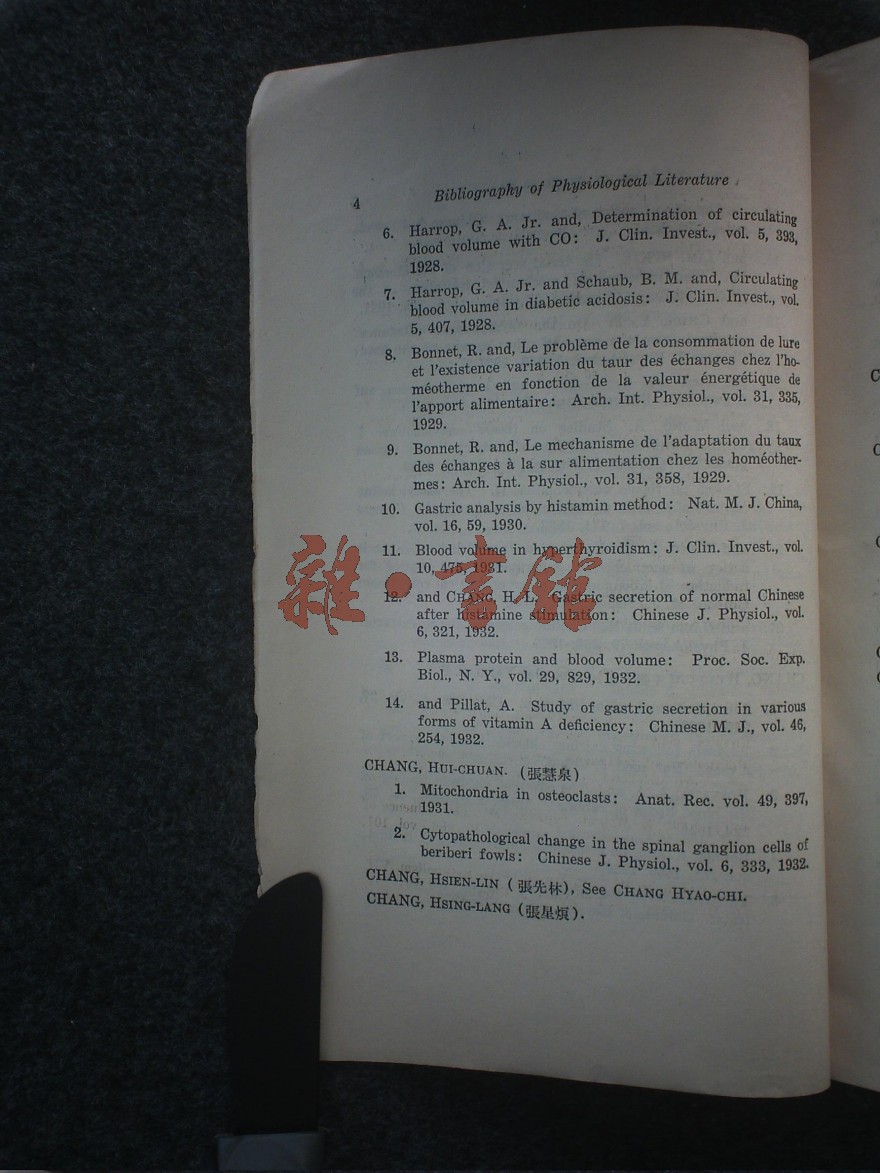 4
Bibliography of Physiological Literature
6. Harrop, G. A. Jr. and, Determination of circulating
blood volume with CO: J. Clin. Invest., vol. 5, 393,
1928.
7. Harrop, G. A. Jr. and Schaub, B. M. and, Circulating
blood volume in diabetic acidosis: J. Clin. Invest., vol.
5, 407, 1928.
8. Bonnet, R. and, Le problème de la consommation de lure
et l'existence variation du taur des échanges chez l'ho-
méotherme en fonction de la valeur énergétique de
l'apport alimentaire: Arch. Int. Physiol., vol. 31, 335,
1929.
9. Bonnet, R. and, Le mechanisme de l'adaptation du taux
des échanges à la sur alimentation chez les homéother-
mes: Arch. Int. Physiol., vol. 31, 358, 1929.
10. Gastric analysis by histamin method: Nat. M. J. China,
vol. 16, 59, 1930.
11. Blood volume in hyperthyroidism: J. Clin. Invest., vol.
10, 475, 1931.
12. and CHANG, H. L. Gastric secretion of normal Chinese
after histamine stimulation: Chinese J. Physiol., vol.
6, 321, 1932.
13. Plasma protein and blood volume: Proc. Soc. Exp.
Biol., N. Y., vol. 29, 829, 1932.
14. and Pillat, A. Study of gastric secretion in various
forms of vitamin A deficiency: Chinese M. J., vol. 46,
254, 1932.
CHANG, HUI-CHUAN. (張慧泉)
1. Mitochondria in osteoclasts: Anat. Rec. vol. 49, 397,
1931.
2. Cytopathological change in the spinal ganglion cells of
beriberi fowls: Chinese J. Physiol., vol. 6, 333, 1932.
CHANG, HSIEN-LIN (張先林), See CHANG HYAO-CHI.
CHANG, HSING-LANG (張星烺).
雜·書館